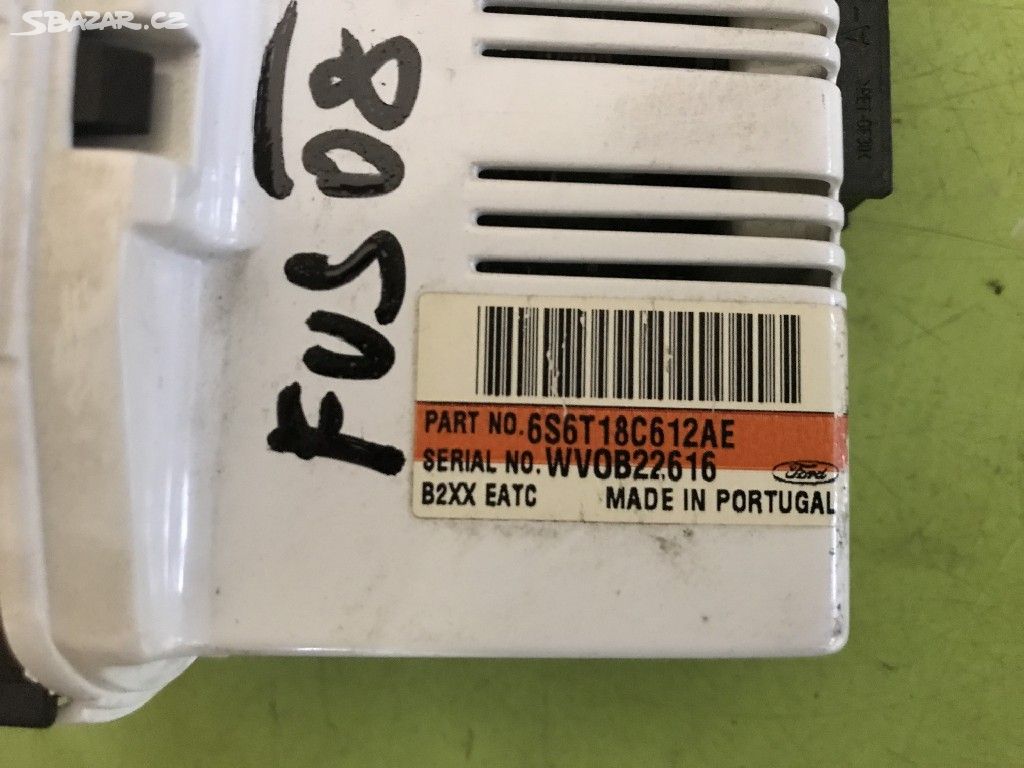 SBAZAR.CZ
FUS 08
PART NO. 6S6T18C612AE
SERIAL NO. WVOB22616
Ford
B2XX EATC MADE IN PORTUGAL